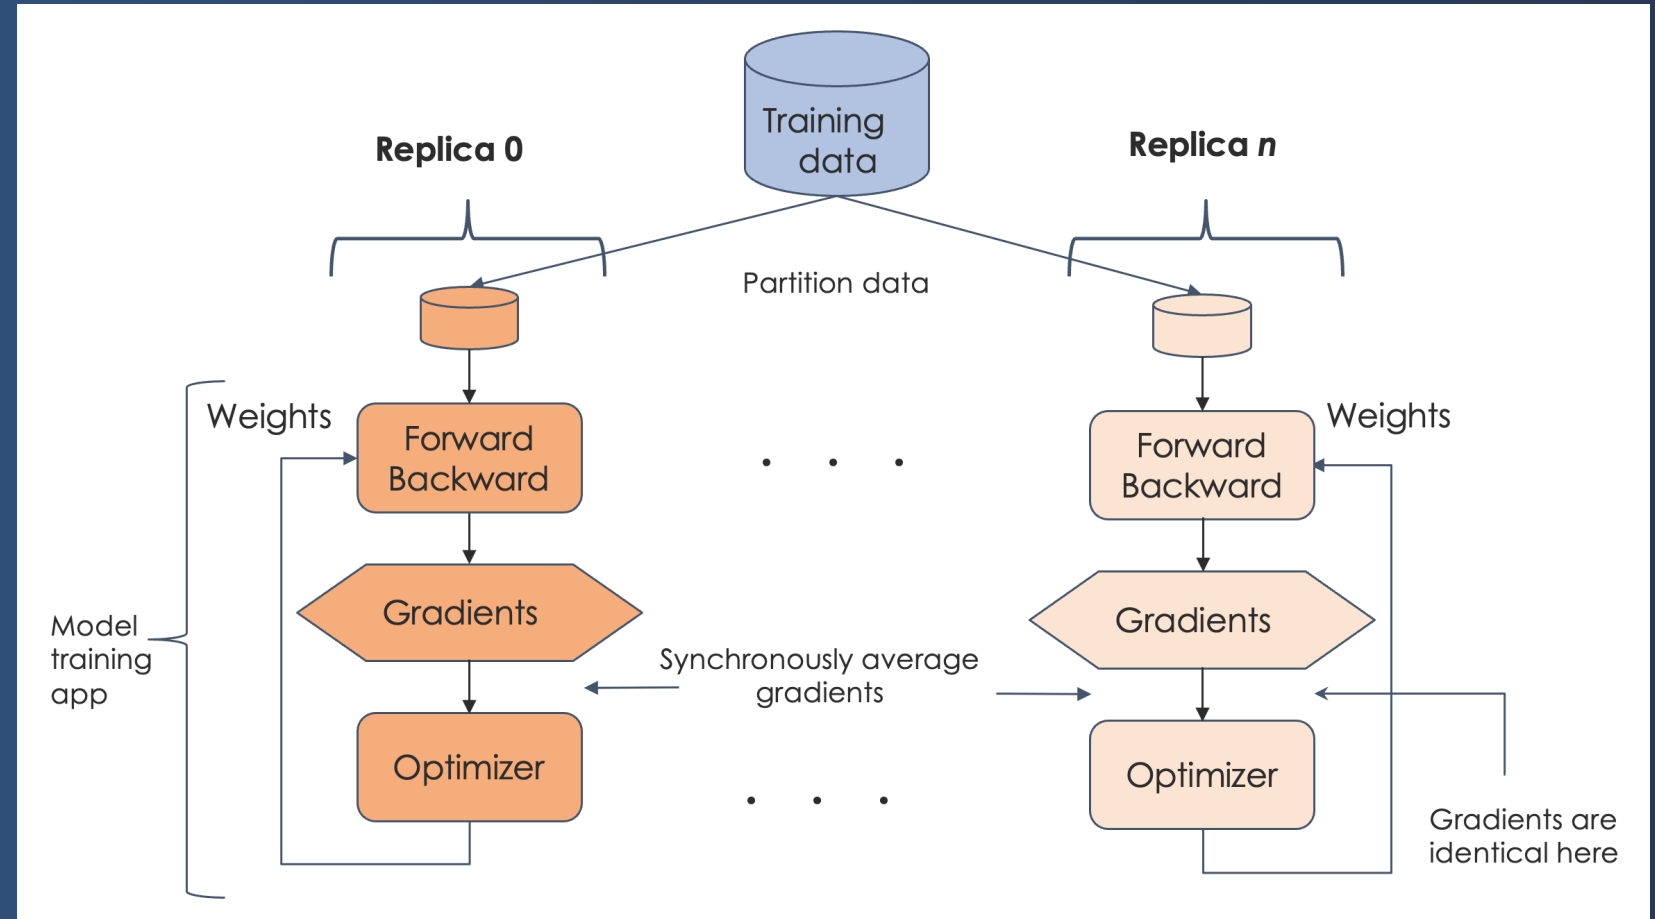 Training
data
Replica 0
Replica n
Partition data
Weights
Forward
Backward
. . .
Forward
Backward
Weights
Gradients
Gradients
Model
training
app
Synchronously average
gradients
Optimizer
Optimizer
. . .
Gradients are
identical here